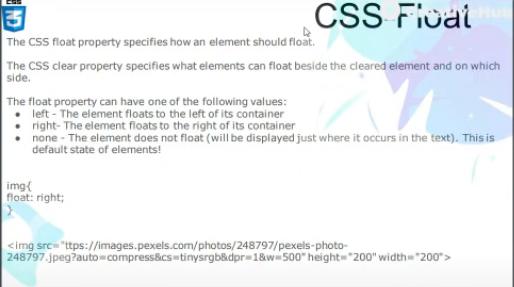 CSS
CSS-Float
The CSS float property specifies how an element should float.
The CSS clear property specifies what elements can float beside the cleared element and on which
side.
The float property can have one of the following values:
• left - The element floats to the left of its container
• right- The element floats to the right of its container
• none - The element does not float (will be displayed just where it occurs in the text). This is
default state of elements!
img{
float: right;
}
<img src="ttps://images.pexels.com/photos/248797/pexels-photo-
248797.jpeg?auto=compress&cs=tinysrgb&dpr=1&w=500" height="200" width="200">